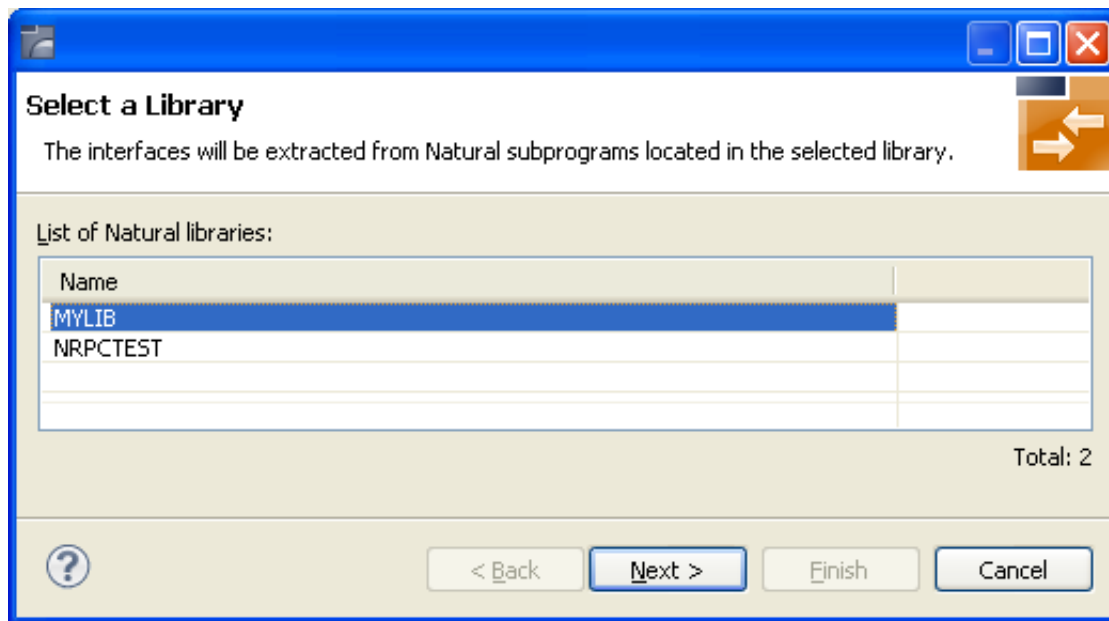 Select a Library
The interfaces will be extracted from Natural subprograms located in the selected library.
List of Natural libraries:
Name
MYLIB
NRPCTEST
Total: 2
? < Back Next > Finish Cancel